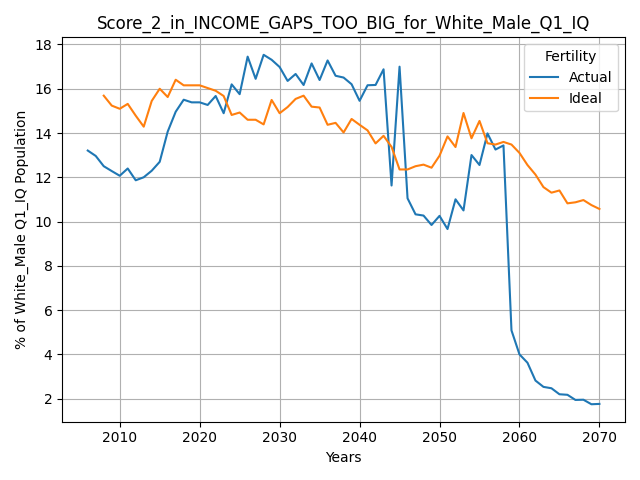 Score_2_in_INCOME_GAPS_TOO_BIG_for_White_Male_Q1_IQ
Fertility
Actual
Ideal
% of White_Male Q1_IQ Population
18
16
14
12
10
8
6
4
2
2010 2020 2030 2040 2050 2060 2070
Years